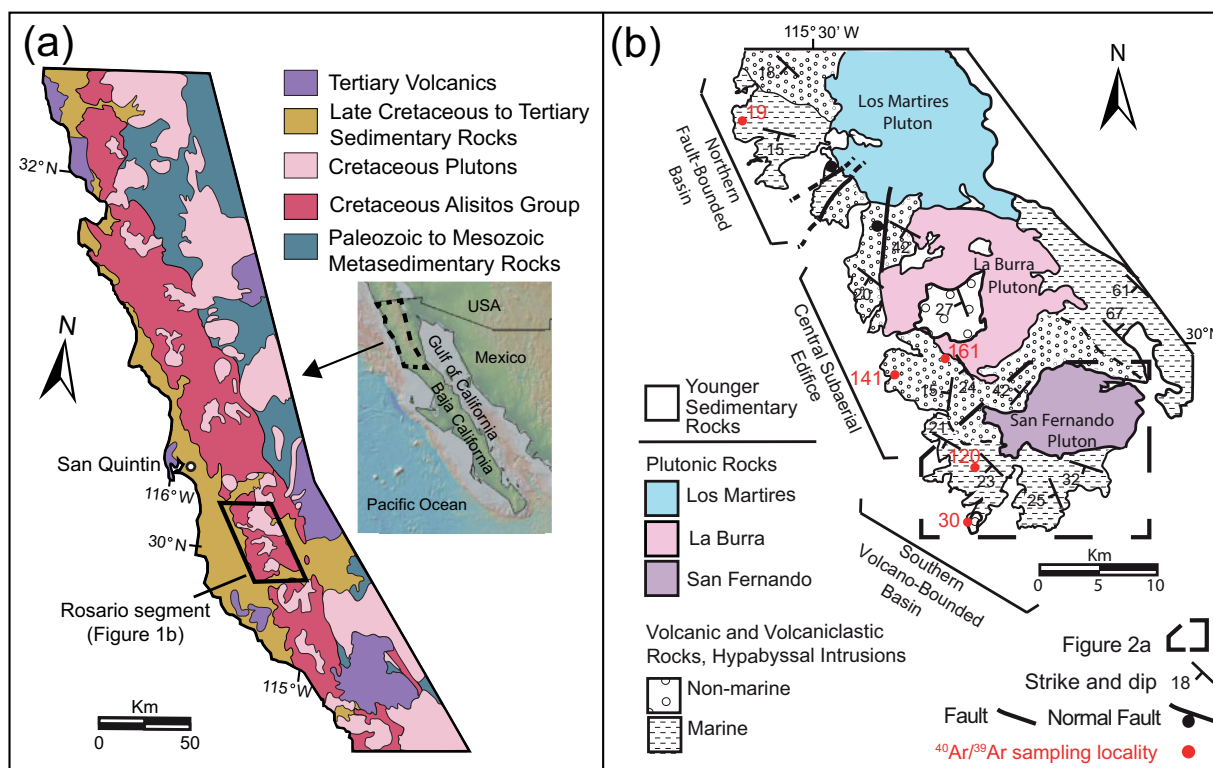 (a)
Tertiary Volcanics
Late Cretaceous to Tertiary
Sedimentary Rocks
Cretaceous Plutons
Cretaceous Alisitos Group
Paleozoic to Mesozoic
Metasedimentary Rocks
32° N
N
USA
Mexico
Gulf of California
Baja California
Pacific Ocean
San Quintin
116° W
30° N
Rosario segment
(Figure 1b)
115° W
Km
0 50
(b)
115° 30' W
N
Los Martires
Pluton
18
19
15
Northern
Fault-Bounded
Basin
42
La Burra
Pluton
20
27
61
67
30° N
Central Subaerial
Edifice
161
141
15
24
42
San Fernando
Pluton
21
120
23
32
25
30
Southern
Volcano-Bounded
Basin
Km
0 5 10
Younger
Sedimentary
Rocks
Plutonic Rocks
Los Martires
La Burra
San Fernando
Volcanic and Volcaniclastic
Rocks, Hypabyssal Intrusions
Non-marine
Marine
Figure 2a
Strike and dip 18
Fault Normal Fault
⁴⁰Ar/³⁹Ar sampling locality